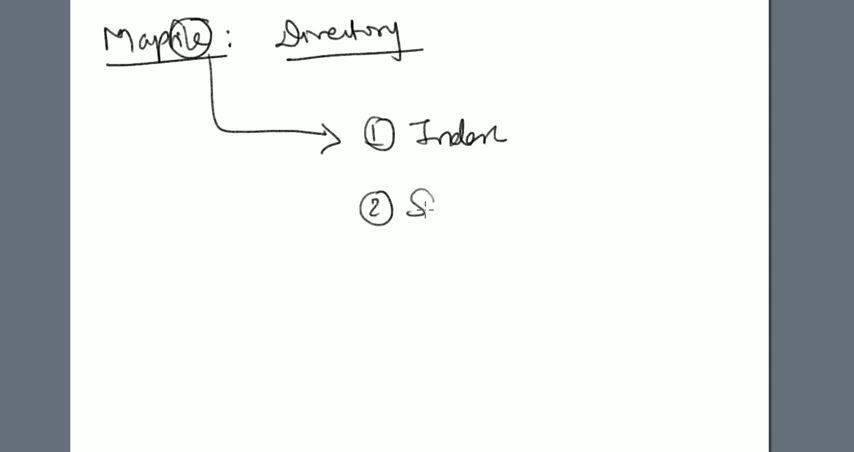 Mapfile : Directory
① Index
② S